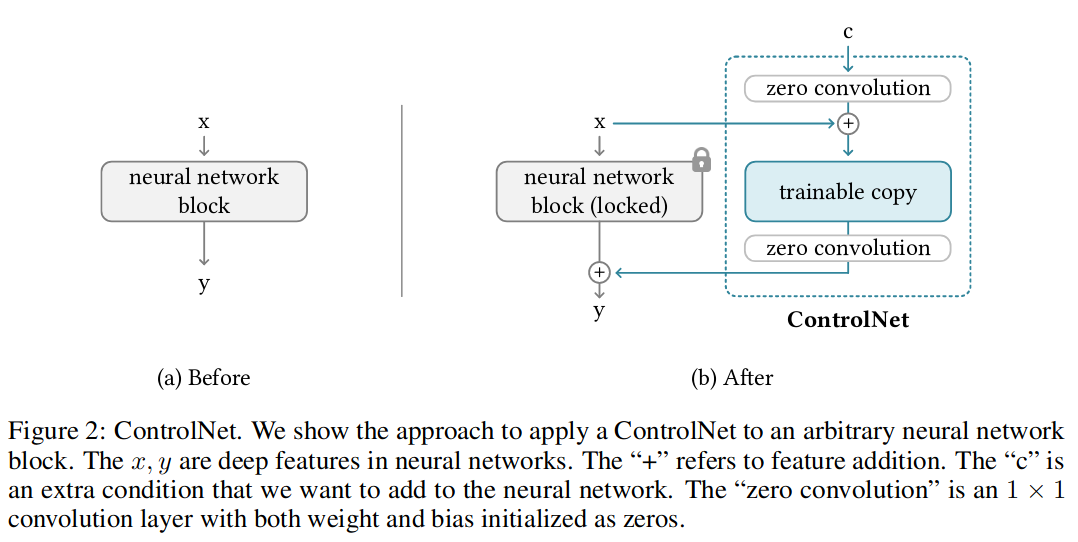 x
neural network
block
y
(a) Before
x
neural network
block (locked)
+
y
c
zero convolution
+
trainable copy
zero convolution
ControlNet
(b) After
Figure 2: ControlNet. We show the approach to apply a ControlNet to an arbitrary neural network
block. The x, y are deep features in neural networks. The “+” refers to feature addition. The “c” is
an extra condition that we want to add to the neural network. The “zero convolution” is an 1 × 1
convolution layer with both weight and bias initialized as zeros.